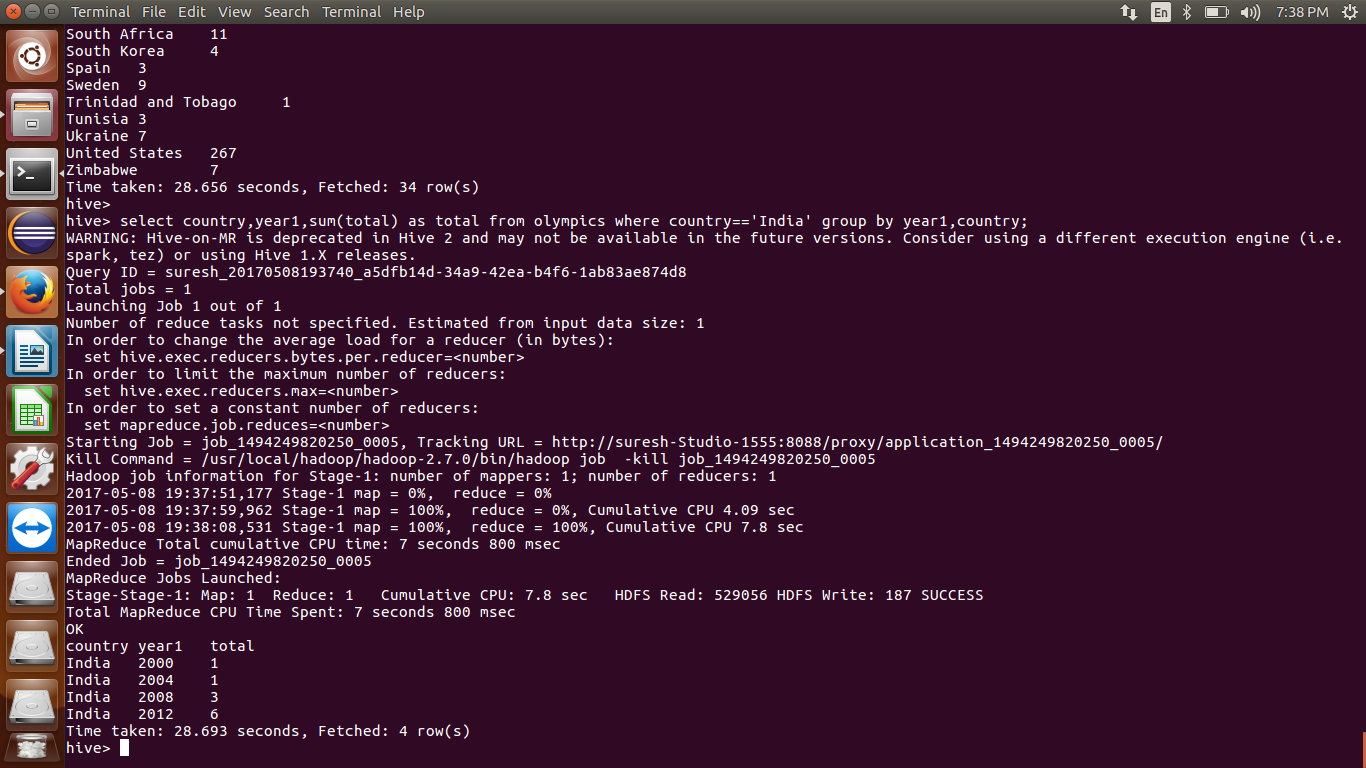 Terminal File Edit View Search Terminal Help En 7:38 PM
South Africa 11
South Korea 4
Spain 3
Sweden 9
Trinidad and Tobago 1
Tunisia 3
Ukraine 7
United States 267
Zimbabwe 7
Time taken: 28.656 seconds, Fetched: 34 row(s)
hive>
hive> select country,year1,sum(total) as total from olympics where country=='India' group by year1,country;
WARNING: Hive-on-MR is deprecated in Hive 2 and may not be available in the future versions. Consider using a different execution engine (i.e.
spark, tez) or using Hive 1.X releases.
Query ID = suresh_20170508193740_a5dfb14d-34a9-42ea-b4f6-1ab83ae874d8
Total jobs = 1
Launching Job 1 out of 1
Number of reduce tasks not specified. Estimated from input data size: 1
In order to change the average load for a reducer (in bytes):
  set hive.exec.reducers.bytes.per.reducer=<number>
In order to limit the maximum number of reducers:
  set hive.exec.reducers.max=<number>
In order to set a constant number of reducers:
  set mapreduce.job.reduces=<number>
Starting Job = job_1494249820250_0005, Tracking URL = http://suresh-Studio-1555:8088/proxy/application_1494249820250_0005/
Kill Command = /usr/local/hadoop/hadoop-2.7.0/bin/hadoop job  -kill job_1494249820250_0005
Hadoop job information for Stage-1: number of mappers: 1; number of reducers: 1
2017-05-08 19:37:51,177 Stage-1 map = 0%,  reduce = 0%
2017-05-08 19:37:59,962 Stage-1 map = 100%,  reduce = 0%, Cumulative CPU 4.09 sec
2017-05-08 19:38:08,531 Stage-1 map = 100%,  reduce = 100%, Cumulative CPU 7.8 sec
MapReduce Total cumulative CPU time: 7 seconds 800 msec
Ended Job = job_1494249820250_0005
MapReduce Jobs Launched:
Stage-Stage-1: Map: 1  Reduce: 1   Cumulative CPU: 7.8 sec   HDFS Read: 529056 HDFS Write: 187 SUCCESS
Total MapReduce CPU Time Spent: 7 seconds 800 msec
OK
country year1 total
India 2000 1
India 2004 1
India 2008 3
India 2012 6
Time taken: 28.693 seconds, Fetched: 4 row(s)
hive>